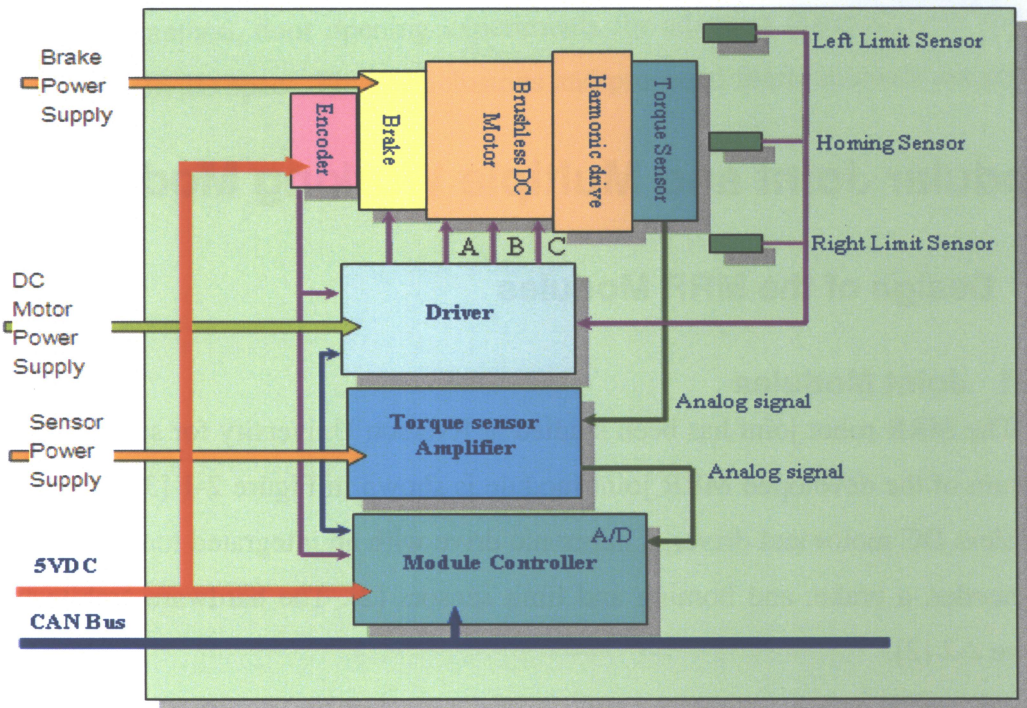 Brake
Power
Supply
Encoder
Brake
Brushless DC
Motor
Harmonic drive
Torque Sensor
Left Limit Sensor
Homing Sensor
Right Limit Sensor
A
B
C
DC
Motor
Power
Supply
Driver
Analog signal
Sensor
Power
Supply
Torque sensor
Amplifier
Analog signal
A/D
Module Controller
5VDC
CAN Bus